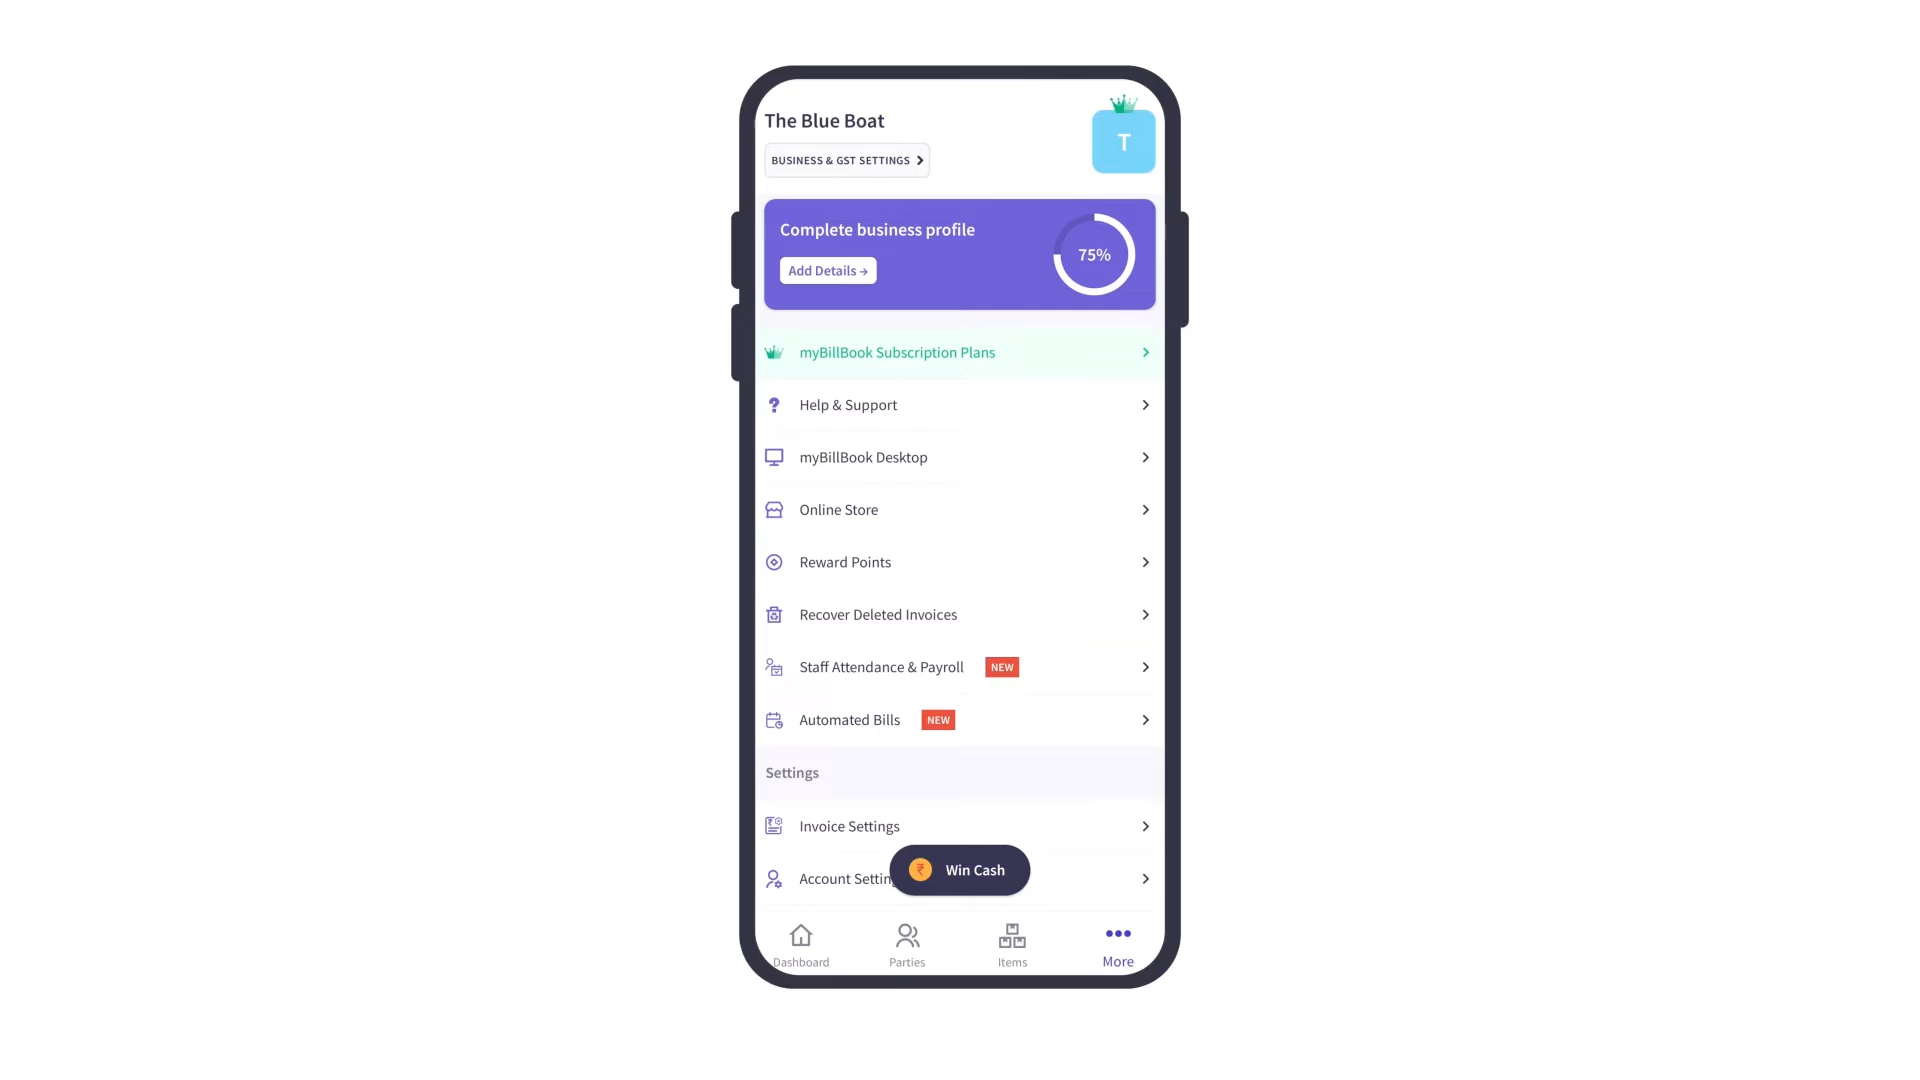 The Blue Boat
T
BUSINESS & GST SETTINGS
Complete business profile
75%
Add Details →
myBillBook Subscription Plans
Help & Support
myBillBook Desktop
Online Store
Reward Points
Recover Deleted Invoices
Staff Attendance & Payroll NEW
Automated Bills NEW
Settings
Invoice Settings
₹ Win Cash
Account Settin
Dashboard Parties Items More